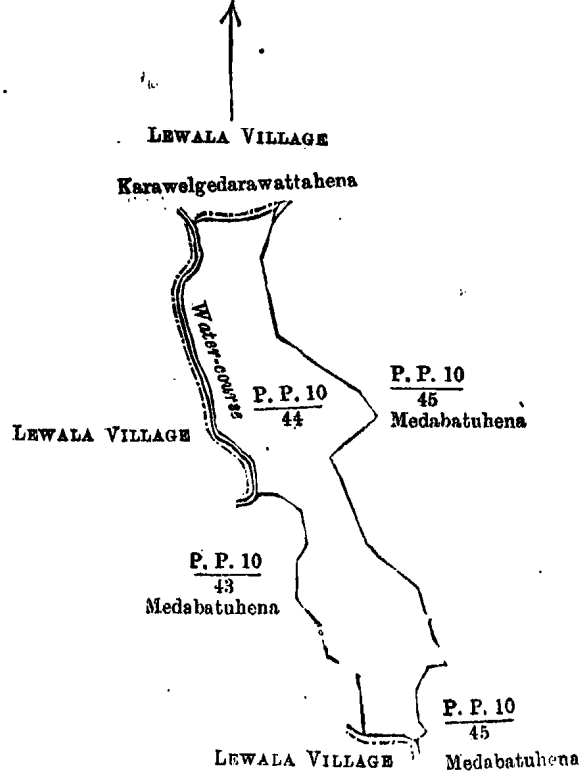 LEWALA VILLAGE
Karawelgedarawattahena
Water-course
P. P. 10
44
P. P. 10
45
Medabatuhena
LEWALA VILLAGE
P. P. 10
43
Medabatuhena
P. P. 10
45
Medabatuhena
LEWALA VILLAGE